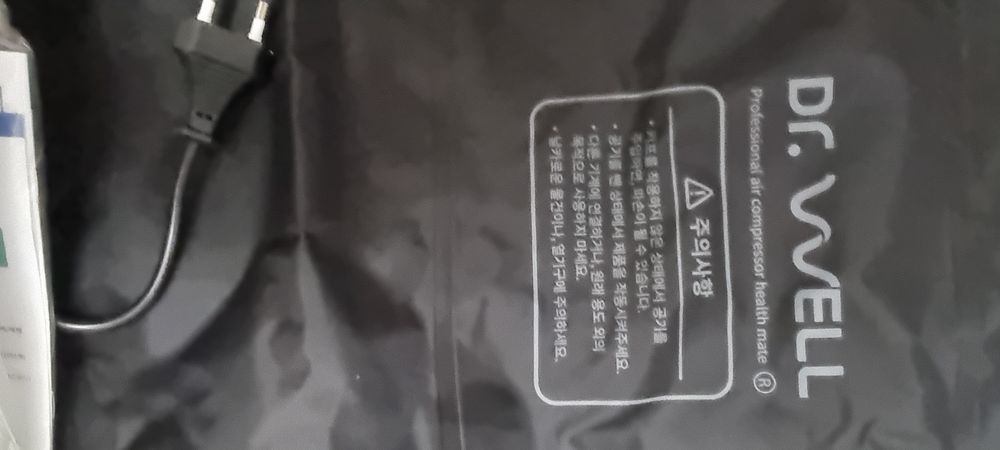 Dr. WELL
Professional air compressor health mate ®
주의사항
• 커프를 착용하지 않은 상태에서 공기를
주입하면, 파손이 될 수 있습니다.
• 공기를 뺀 상태에서 제품을 작동시켜주세요.
• 다른 기계에 연결하거나, 원래 용도 외의
목적으로 사용하지 마세요.
• 날카로운 물건이나, 열기구에 주의하세요.